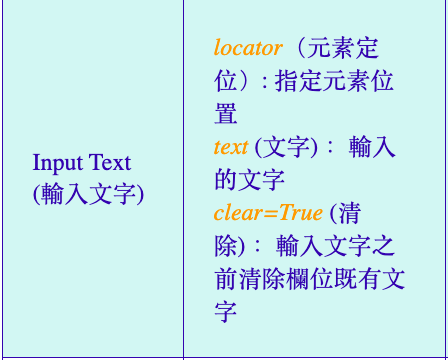 Input Text
(輸入文字)
locator（元素定
位）: 指定元素位
置
text (文字)： 輸入
的文字
clear=True (清
除)： 輸入文字之
前清除欄位既有文
字